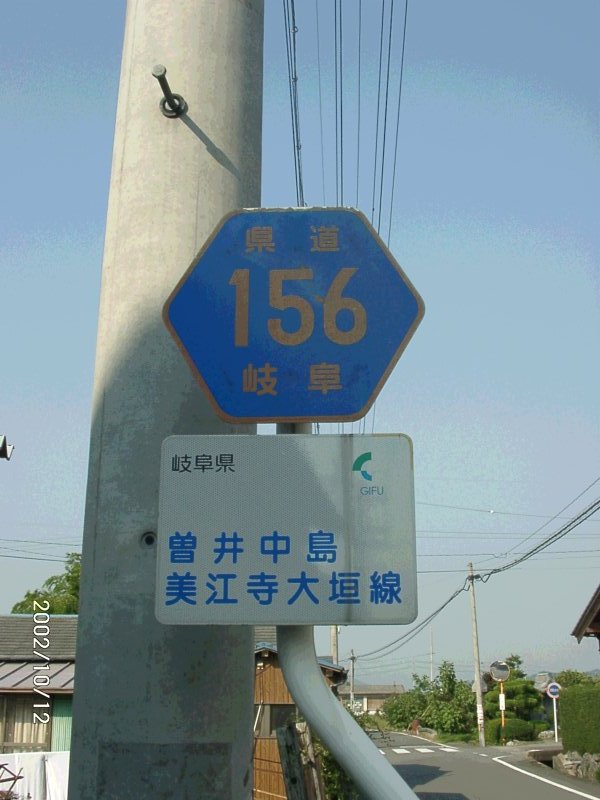 県道
156
岐阜
岐阜県
GIFU
曽井中島
美江寺大垣線
2002/10/12